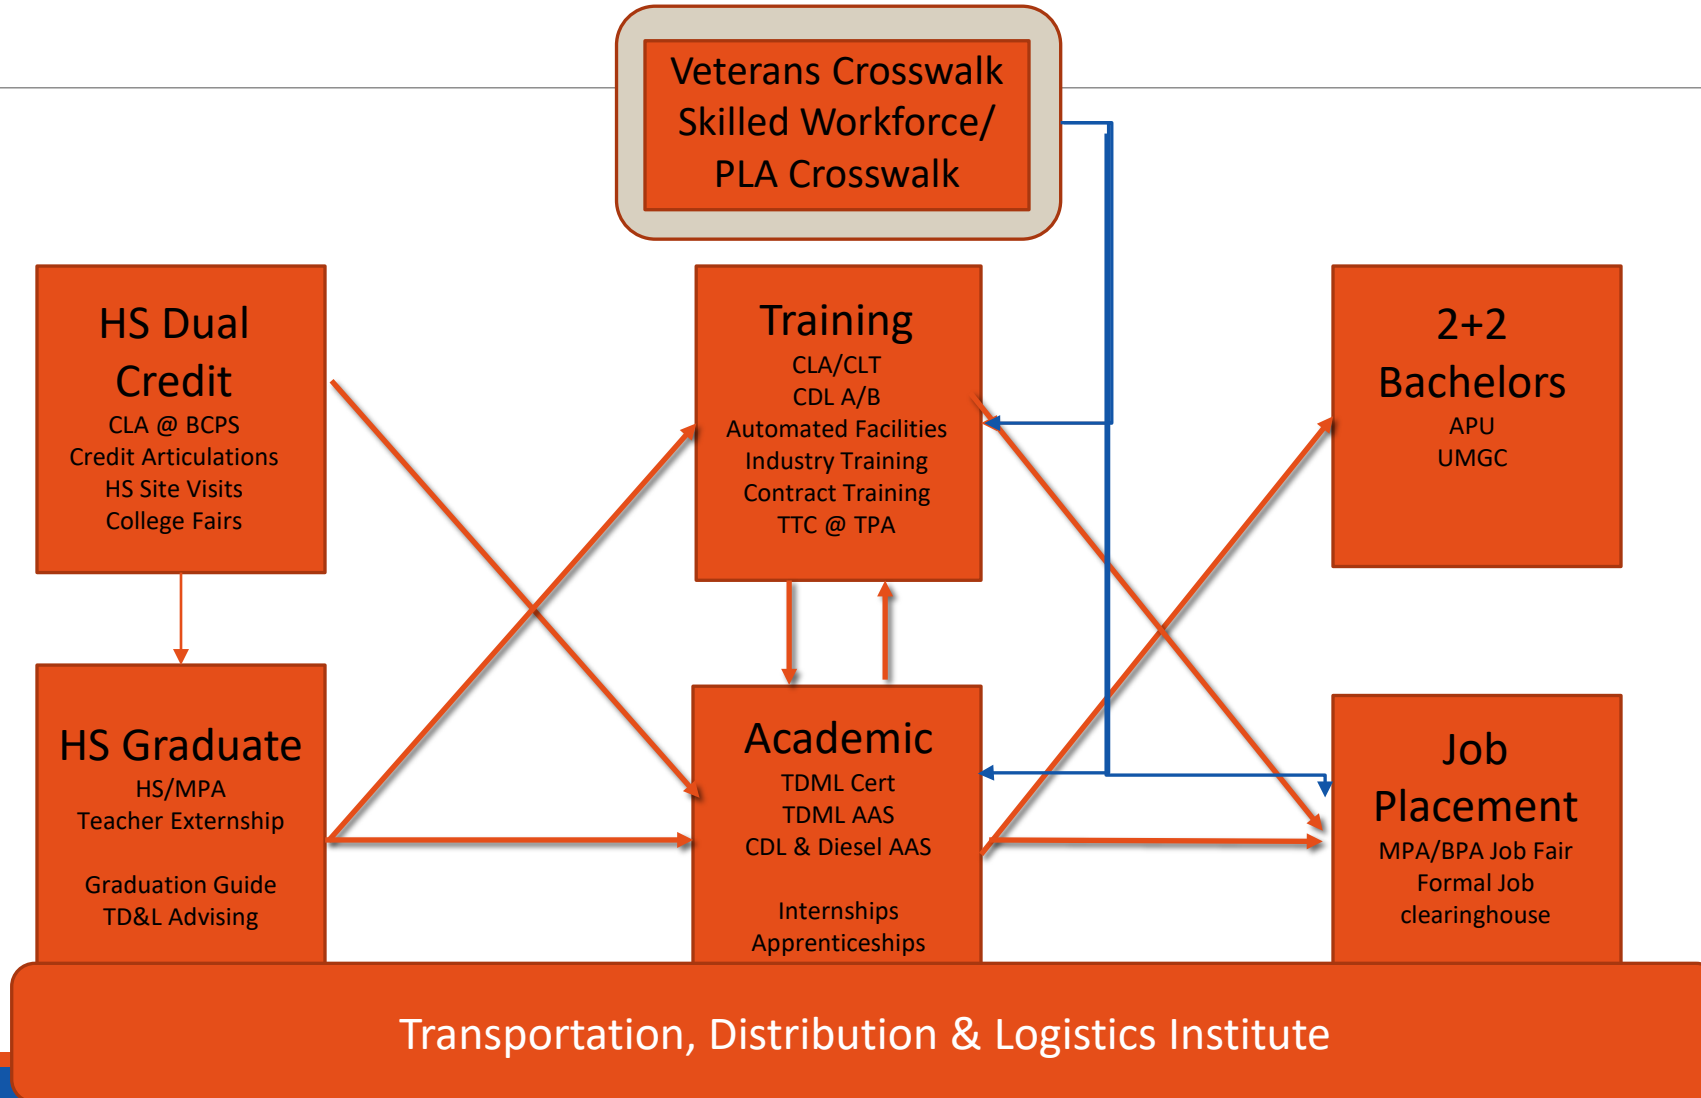 Veterans Crosswalk
Skilled Workforce/
PLA Crosswalk
HS Dual
Credit
CLA @ BCPS
Credit Articulations
HS Site Visits
College Fairs
Training
CLA/CLT
CDL A/B
Automated Facilities
Industry Training
Contract Training
TTC @ TPA
2+2
Bachelors
APU
UMGC
HS Graduate
HS/MPA
Teacher Externship
Graduation Guide
TD&L Advising
Academic
TDML Cert
TDML AAS
CDL & Diesel AAS
Internships
Apprenticeships
Job
Placement
MPA/BPA Job Fair
Formal Job
clearinghouse
Transportation, Distribution & Logistics Institute